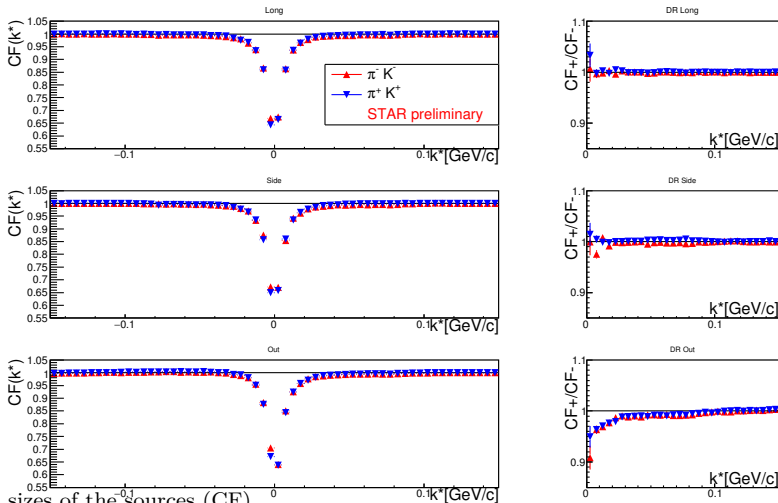 Long
CF(k*)
1.05
1
0.95
0.9
0.85
0.8
0.75
0.7
0.65
0.6
0.55
−0.1
0
0.1
k*[GeV/c]
π⁻ K⁻
π⁺ K⁺
STAR preliminary
DR Long
CF+/CF-
1.1
1
0.9
0
0.1
k*[GeV/c]
Side
CF(k*)
1.05
1
0.95
0.9
0.85
0.8
0.75
0.7
0.65
0.6
0.55
−0.1
0
0.1
k*[GeV/c]
DR Side
CF+/CF-
1.1
1
0.9
0
0.1
k*[GeV/c]
Out
CF(k*)
1.05
1
0.95
0.9
0.85
0.8
0.75
0.7
0.65
0.6
0.55
−0.1
0
0.1
k*[GeV/c]
DR Out
CF+/CF-
1.1
1
0.9
0
0.1
k*[GeV/c]
sizes of the sources (CF)